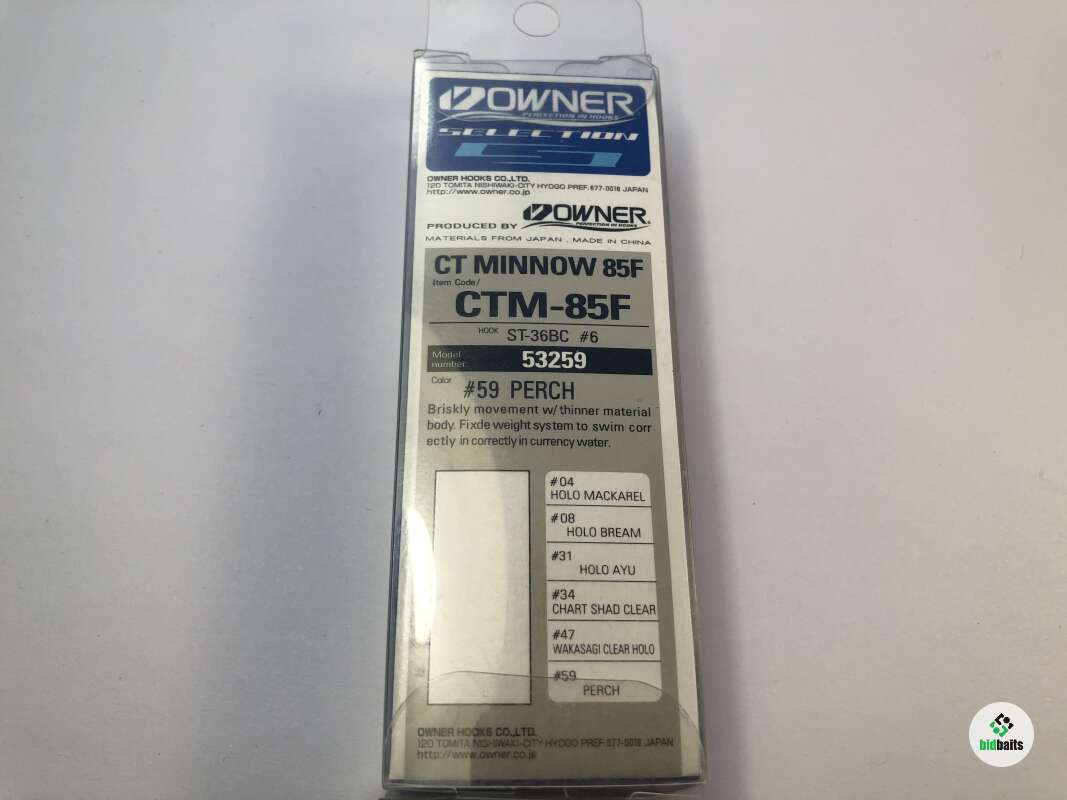 OWNER
PERFECTION IN HOOKS
SELECTION
OWNER HOOKS CO.,LTD.
120 TOMITA NISHIWAKI-CITY HYOGO PREF.677-0018 JAPAN
http://www.owner.co.jp
PRODUCED BY OWNER
PERFECTION IN HOOKS
MATERIALS FROM JAPAN . MADE IN CHINA
CT MINNOW 85F
Item Code/
CTM-85F
HOOK ST-36BC #6
Model number: 53259
Color #59 PERCH
Briskly movement w/ thinner material
body. Fixde weight system to swim corr
ectly in correctly in currency water.
#04
HOLO MACKAREL
#08
HOLO BREAM
#31
HOLO AYU
#34
CHART SHAD CLEAR
#47
WAKASAGI CLEAR HOLO
#59
PERCH
OWNER HOOKS CO.,LTD.
120 TOMITA NISHIWAKI-CITY HYOGO PREF.677-0018 JAPAN
http://www.owner.co.jp
bidbaits